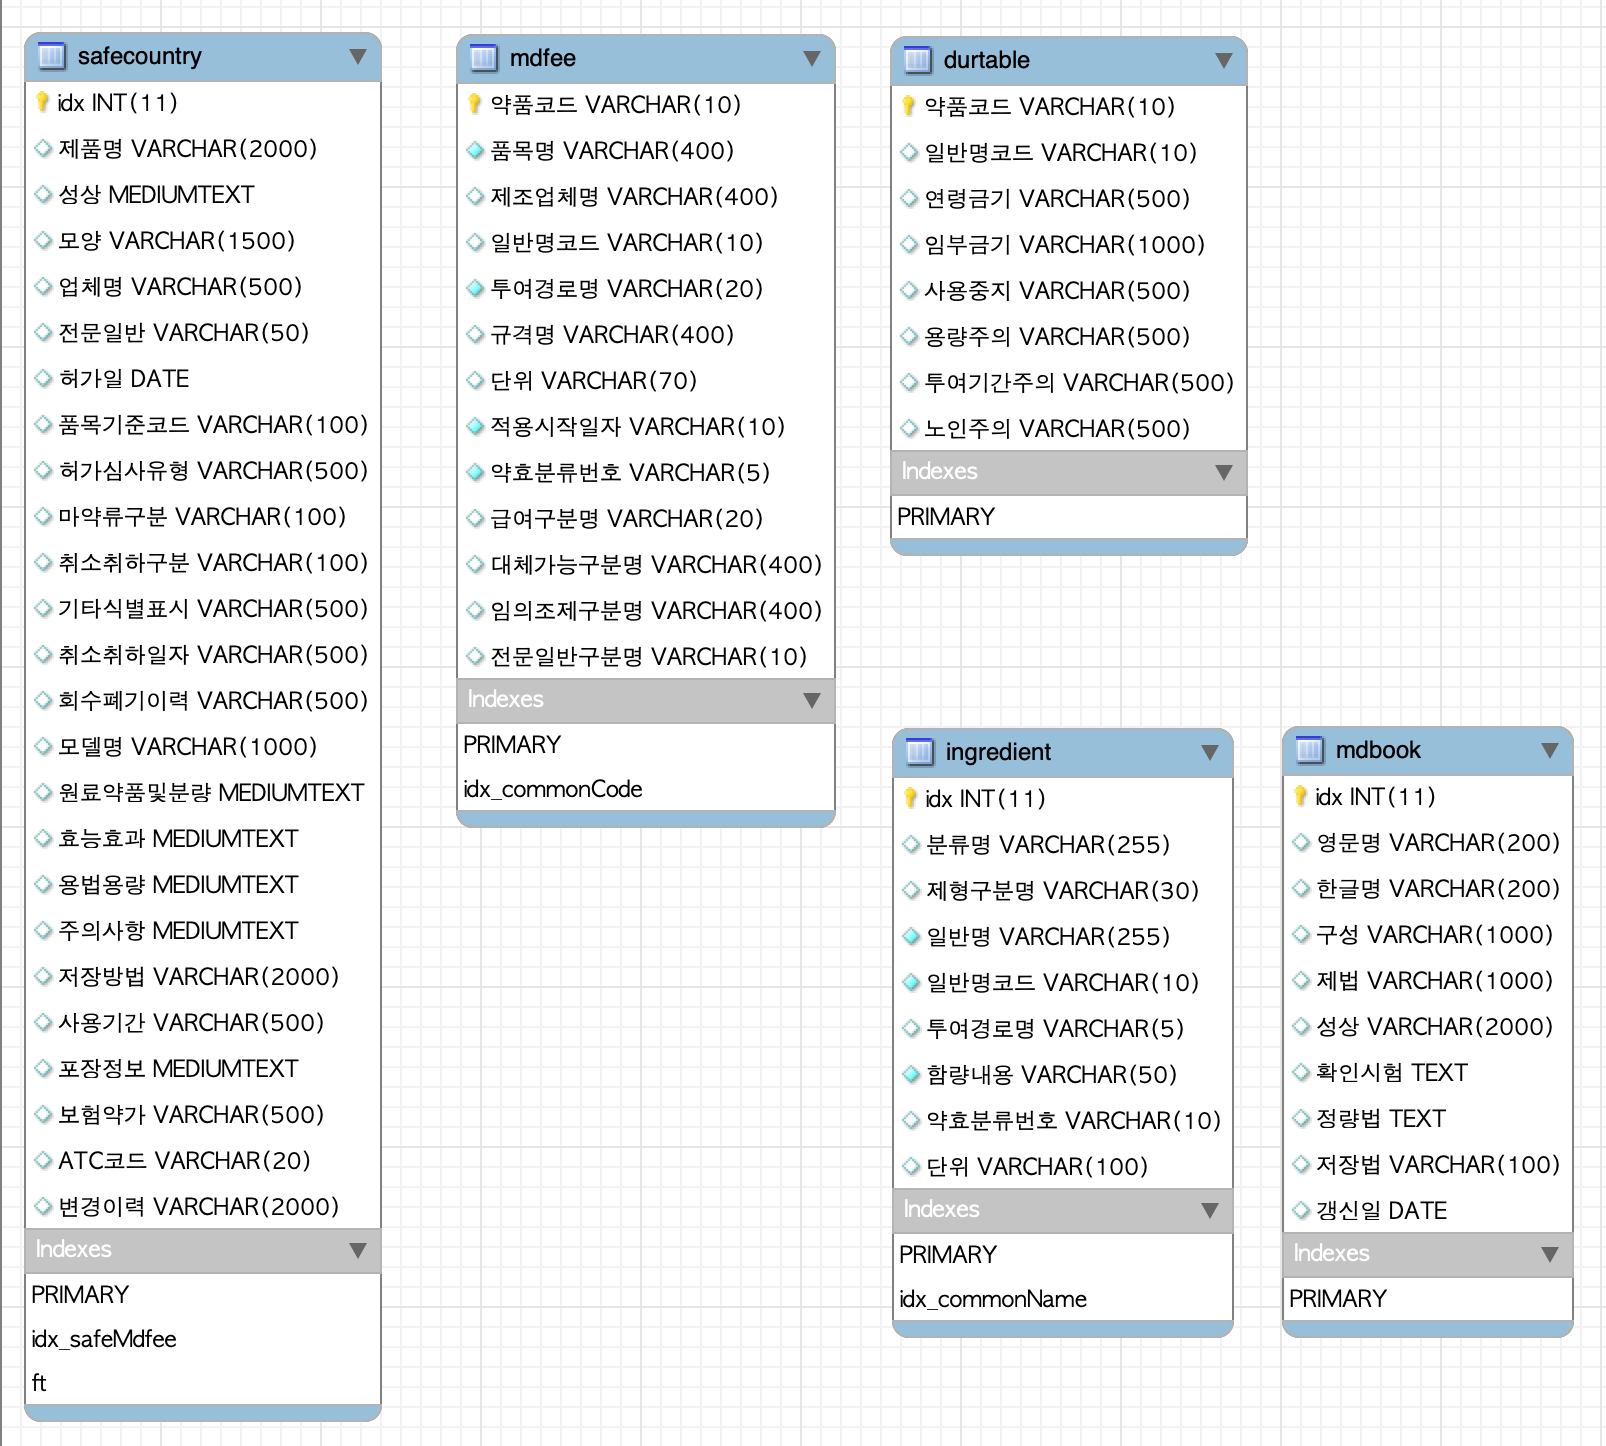 safecountry
idx INT(11)
제품명 VARCHAR(2000)
성상 MEDIUMTEXT
모양 VARCHAR(1500)
업체명 VARCHAR(500)
전문일반 VARCHAR(50)
허가일 DATE
품목기준코드 VARCHAR(100)
허가심사유형 VARCHAR(500)
마약류구분 VARCHAR(100)
취소취하구분 VARCHAR(100)
기타식별표시 VARCHAR(500)
취소취하일자 VARCHAR(500)
회수폐기이력 VARCHAR(500)
모델명 VARCHAR(1000)
원료약품및분량 MEDIUMTEXT
효능효과 MEDIUMTEXT
용법용량 MEDIUMTEXT
주의사항 MEDIUMTEXT
저장방법 VARCHAR(2000)
사용기간 VARCHAR(500)
포장정보 MEDIUMTEXT
보험약가 VARCHAR(500)
ATC코드 VARCHAR(20)
변경이력 VARCHAR(2000)
Indexes
PRIMARY
idx_safeMdfee
ft
mdfee
약품코드 VARCHAR(10)
품목명 VARCHAR(400)
제조업체명 VARCHAR(400)
일반명코드 VARCHAR(10)
투여경로명 VARCHAR(20)
규격명 VARCHAR(400)
단위 VARCHAR(70)
적용시작일자 VARCHAR(10)
약효분류번호 VARCHAR(5)
급여구분명 VARCHAR(20)
대체가능구분명 VARCHAR(400)
임의조제구분명 VARCHAR(400)
전문일반구분명 VARCHAR(10)
Indexes
PRIMARY
idx_commonCode
durtable
약품코드 VARCHAR(10)
일반명코드 VARCHAR(10)
연령금기 VARCHAR(500)
임부금기 VARCHAR(1000)
사용중지 VARCHAR(500)
용량주의 VARCHAR(500)
투여기간주의 VARCHAR(500)
노인주의 VARCHAR(500)
Indexes
PRIMARY
ingredient
idx INT(11)
분류명 VARCHAR(255)
제형구분명 VARCHAR(30)
일반명 VARCHAR(255)
일반명코드 VARCHAR(10)
투여경로명 VARCHAR(5)
함량내용 VARCHAR(50)
약효분류번호 VARCHAR(10)
단위 VARCHAR(100)
Indexes
PRIMARY
idx_commonName
mdbook
idx INT(11)
영문명 VARCHAR(200)
한글명 VARCHAR(200)
구성 VARCHAR(1000)
제법 VARCHAR(1000)
성상 VARCHAR(2000)
확인시험 TEXT
정량법 TEXT
저장법 VARCHAR(100)
갱신일 DATE
Indexes
PRIMARY